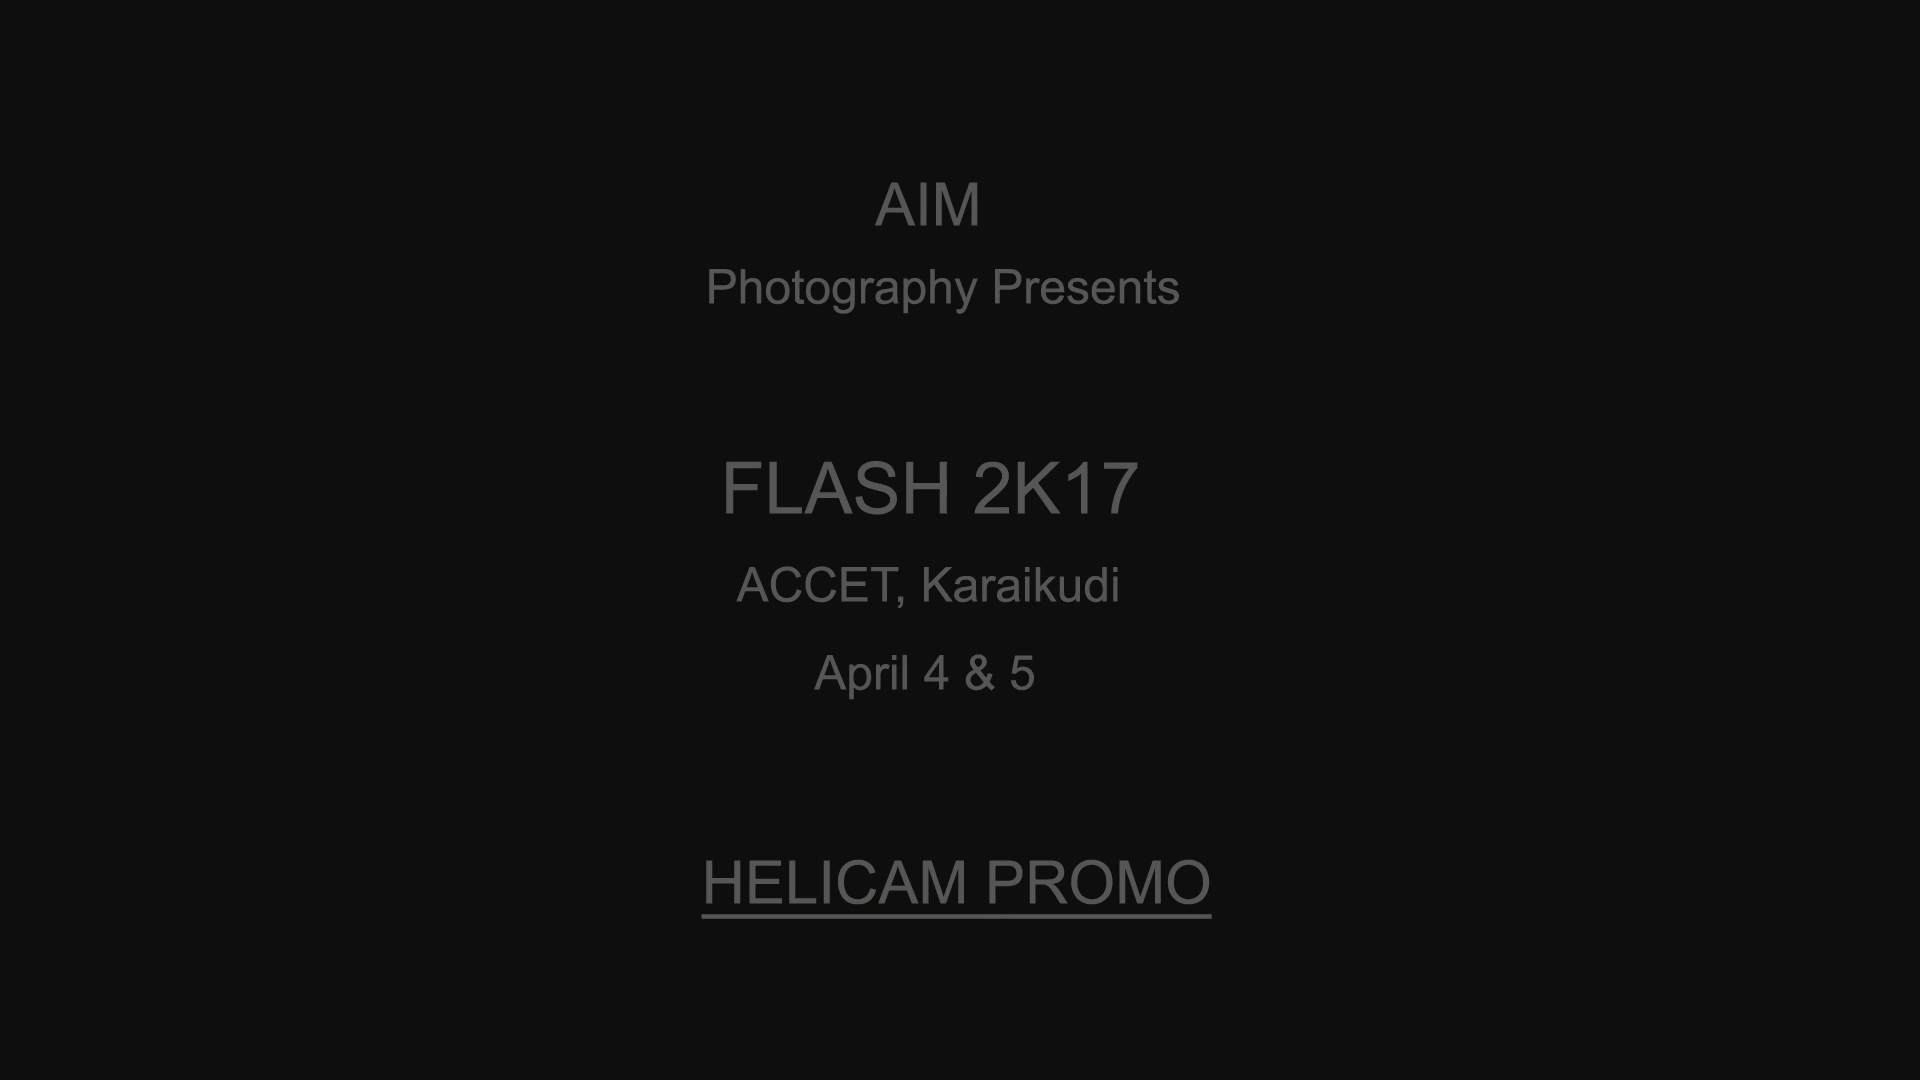 AIM
Photography Presents
FLASH 2K17
ACCET, Karaikudi
April 4 & 5
HELICAM PROMO